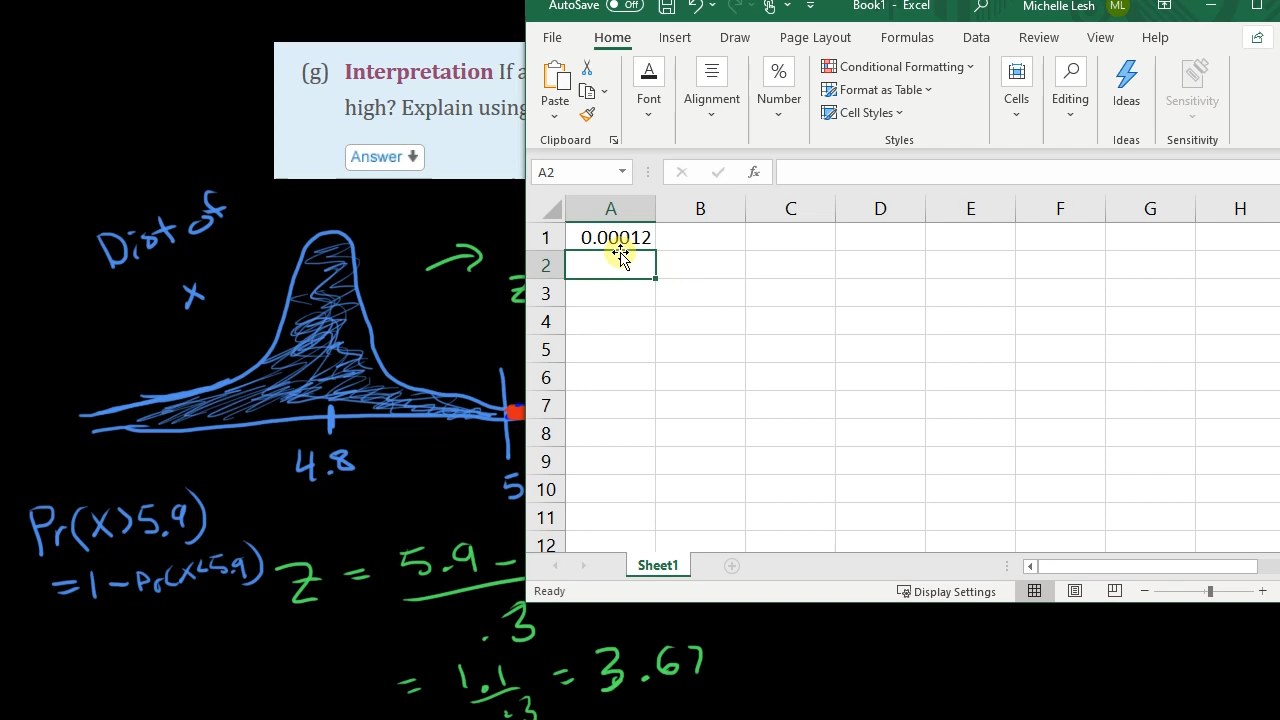 AutoSave Off Book1 - Excel Michelle Lesh ML
File Home Insert Draw Page Layout Formulas Data Review View Help
Paste Font Alignment Number Conditional Formatting Format as Table Cell Styles Cells Editing Ideas Sensitivity
Clipboard Styles Ideas Sensitivity
A2 fx
A B C D E F G H
1 0.00012
2
3
4
5
6
7
8
9
10
11
12
Sheet1
Ready Display Settings
(g) Interpretation If a
high? Explain using
Answer
Dist of
x
4.8
5
z
Pr(x>5.9)
=1-Pr(x<5.9)
Z = 5.9 -
.3
= 1.1 = 3.67
.3